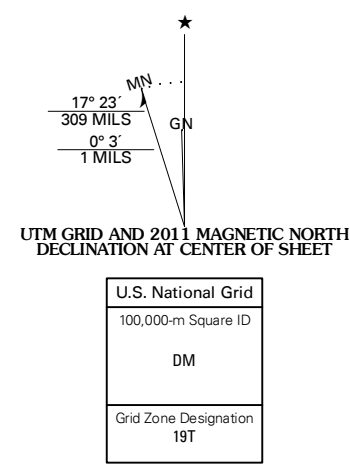 MN
GN
17° 23´
309 MILS
0° 3´
1 MILS
UTM GRID AND 2011 MAGNETIC NORTH
DECLINATION AT CENTER OF SHEET
U.S. National Grid
100,000-m Square ID
DM
Grid Zone Designation
19T